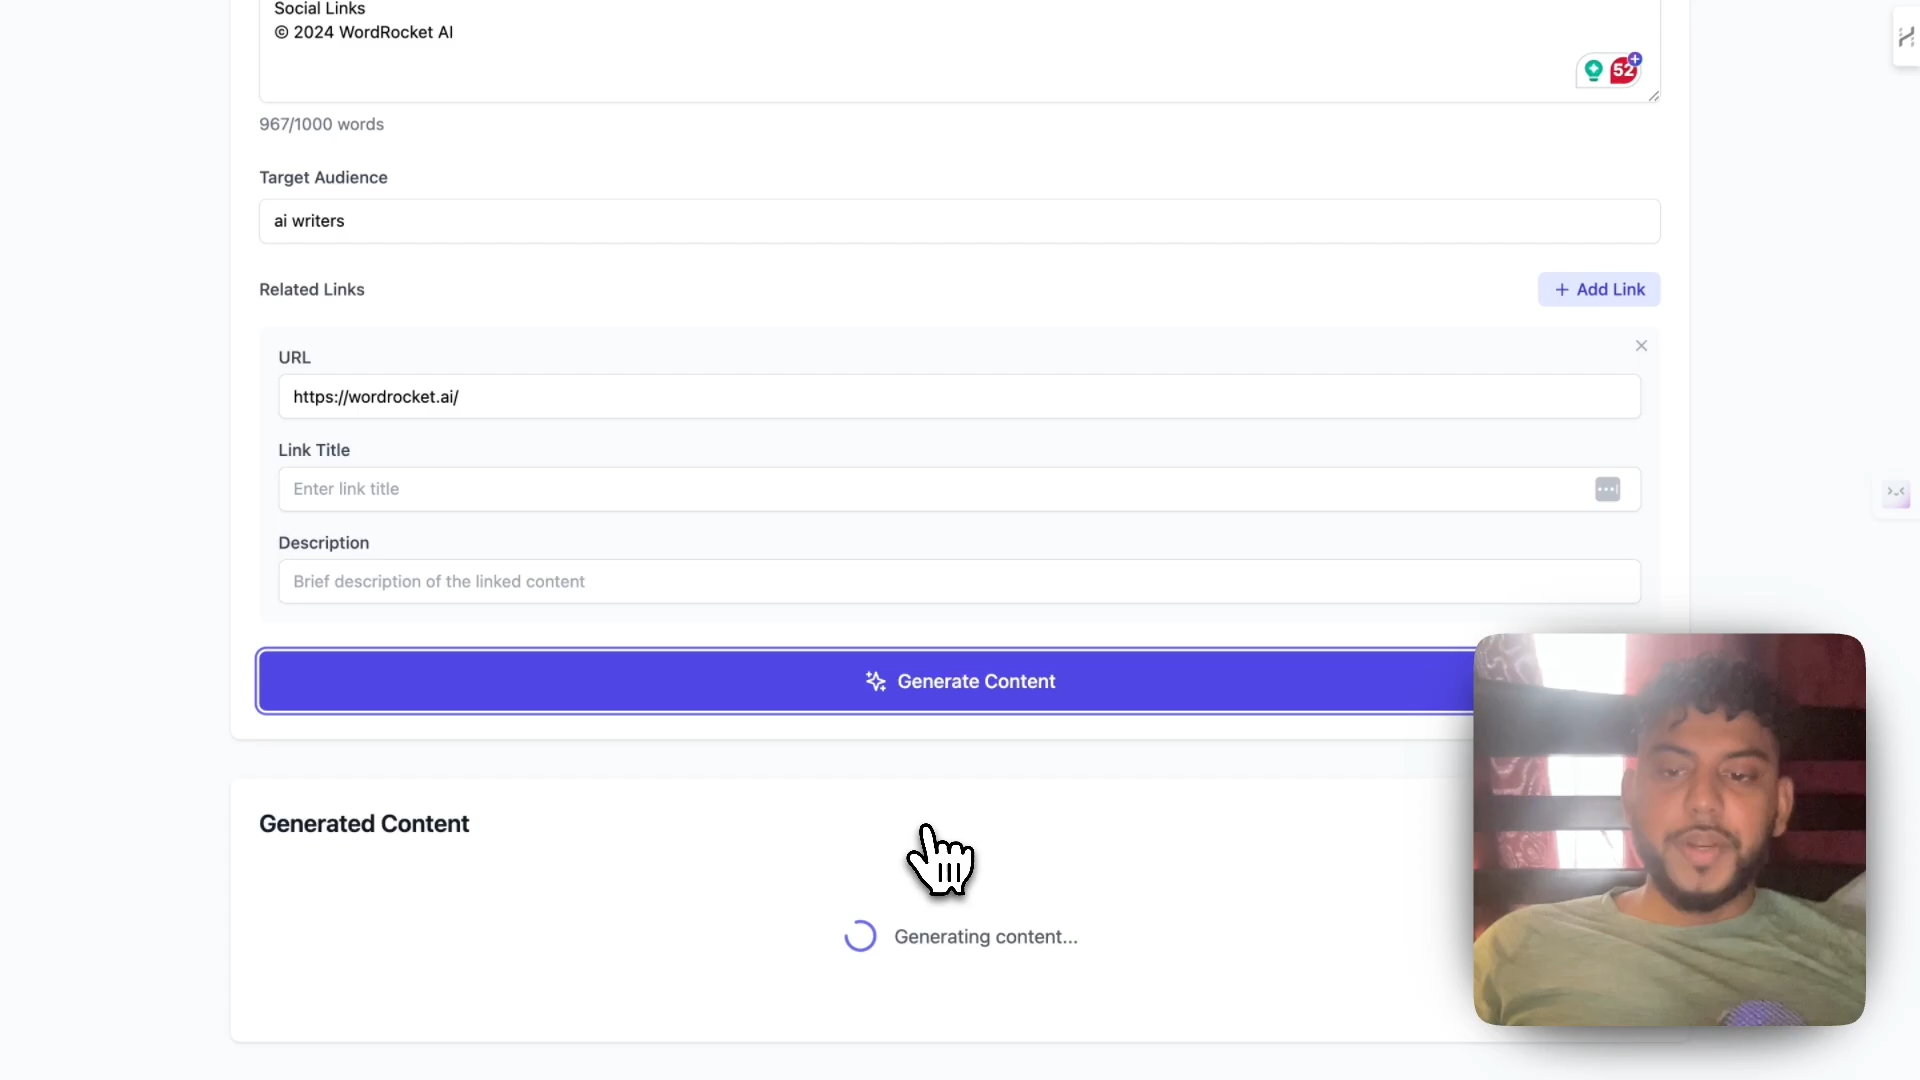 Social Links
© 2024 WordRocket AI
52
967/1000 words
Target Audience
ai writers
Related Links
+ Add Link
URL
https://wordrocket.ai/
Link Title
Enter link title
Description
Brief description of the linked content
Generate Content
Generated Content
Generating content...